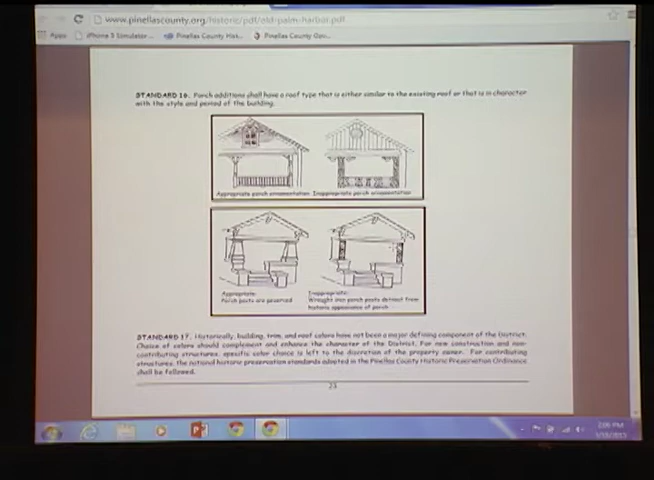 www.pinellascounty.org/historic/pdf/old-palm-harbor.pdf
Apps iPhone 5 Simulator... Pinellas County Hist... Pinellas County Gov...
STANDARD 16. Porch additions shall have a roof type that is either similar to the existing roof or that is in character
with the style and period of the building.
Appropriate porch ornamentation Inappropriate porch ornamentation
Appropriate:
Porch posts are preserved
Inappropriate:
Wrought iron porch posts detract from
historic appearance of porch
STANDARD 17. Historically, building, trim, and roof colors have not been a major defining component of the District.
Choice of colors should complement and enhance the character of the District. For new construction and non-
contributing structures, specific color choice is left to the discretion of the property owner. For contributing
structures, the national historic preservation standards adopted in the Pinellas County Historic Preservation Ordinance
shall be followed.
23